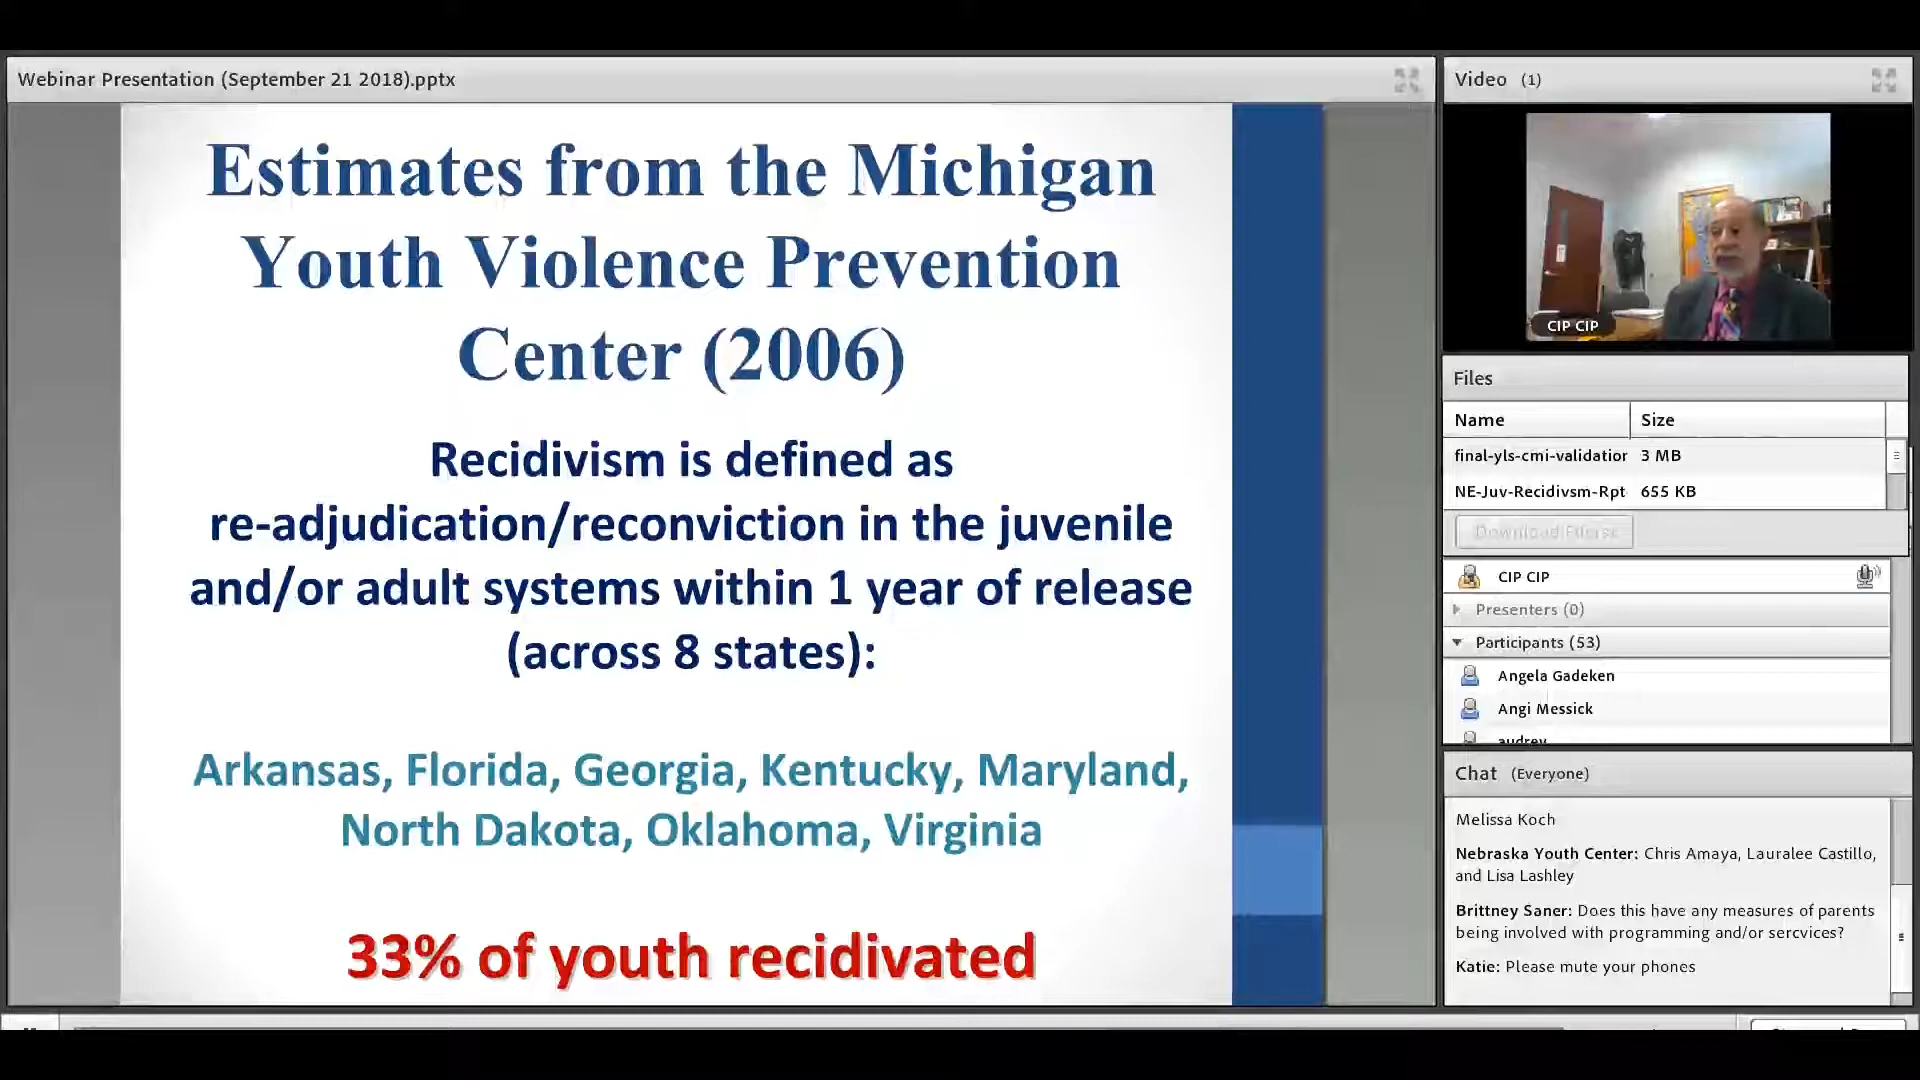 Webinar Presentation (September 21 2018).pptx
Estimates from the Michigan
Youth Violence Prevention
Center (2006)
Recidivism is defined as
re-adjudication/reconviction in the juvenile
and/or adult systems within 1 year of release
(across 8 states):
Arkansas, Florida, Georgia, Kentucky, Maryland,
North Dakota, Oklahoma, Virginia
33% of youth recidivated
Video (1)
CIP CIP
Files
Name Size
final-yls-cmi-validation 3 MB
NE-Juv-Recidivsm-Rpt 655 KB
Download File(s)
CIP CIP
Presenters (0)
Participants (53)
Angela Gadeken
Angi Messick
audrey
Chat (Everyone)
Melissa Koch
Nebraska Youth Center: Chris Amaya, Lauralee Castillo,
and Lisa Lashley
Brittney Saner: Does this have any measures of parents
being involved with programming and/or sercvices?
Katie: Please mute your phones